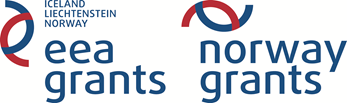 ICELAND
LIECHTENSTEIN
NORWAY
eea
grants
norway
grants